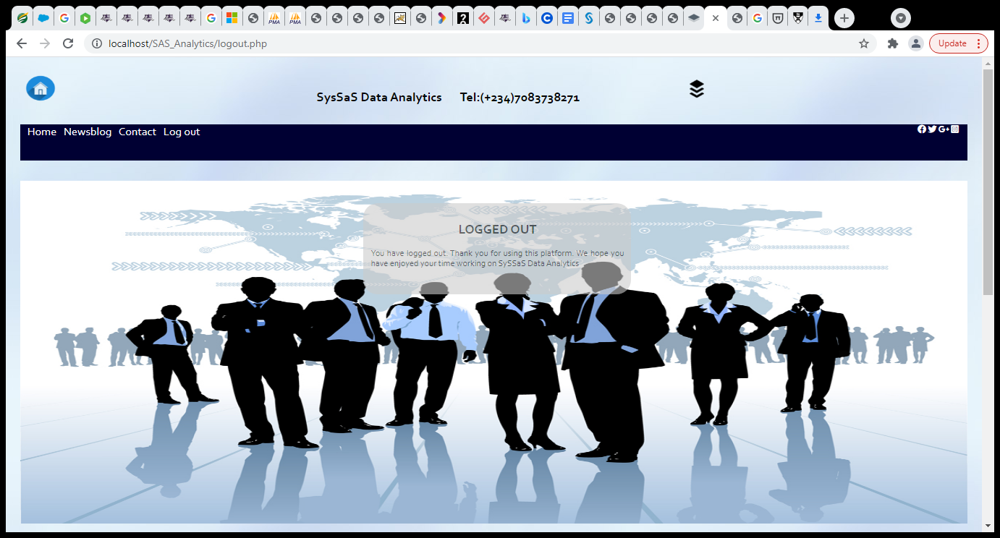 PMA PMA
localhost/SAS_Analytics/logout.php Update
SysSaS Data Analytics Tel:(+234)7083738271
Home Newsblog Contact Log out
LOGGED OUT
You have logged out. Thank you for using this platform. We hope you
have enjoyed your time working on SySSaS Data Analytics